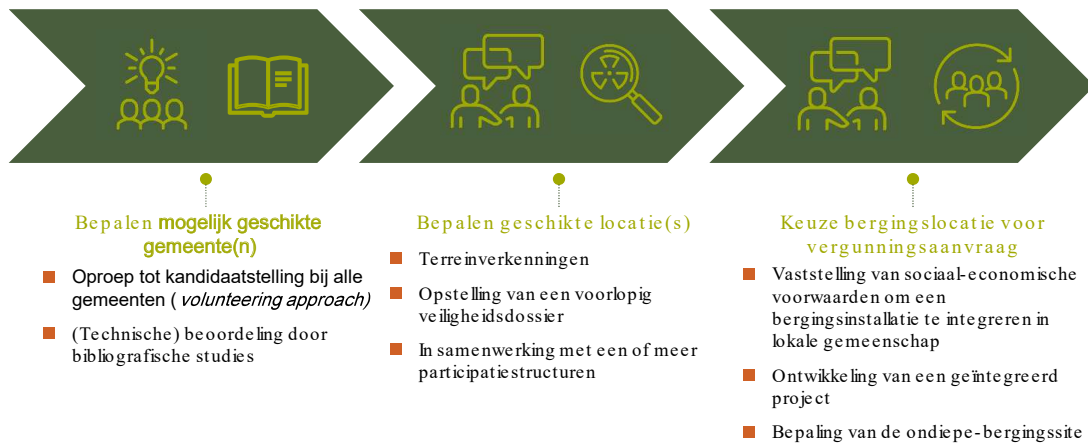 Bepalen mogelijk geschikte
gemeente(n)
Oproep tot kandidaatstelling bij alle
gemeenten ( volunteering approach)
(Technische) beoordeling door
bibliografische studies
Bepalen geschikte locatie(s)
Terreinverkenningen
Opstelling van een voorlopig
veiligheidsdossier
In samenwerking met een of meer
participatiestructuren
Keuze bergingslocatie voor
vergunningsaanvraag
Vaststelling van sociaal-economische
voorwaarden om een
bergingsinstallatie te integreren in
lokale gemeenschap
Ontwikkeling van een geïntegreerd
project
Bepaling van de ondiepe-bergingssite